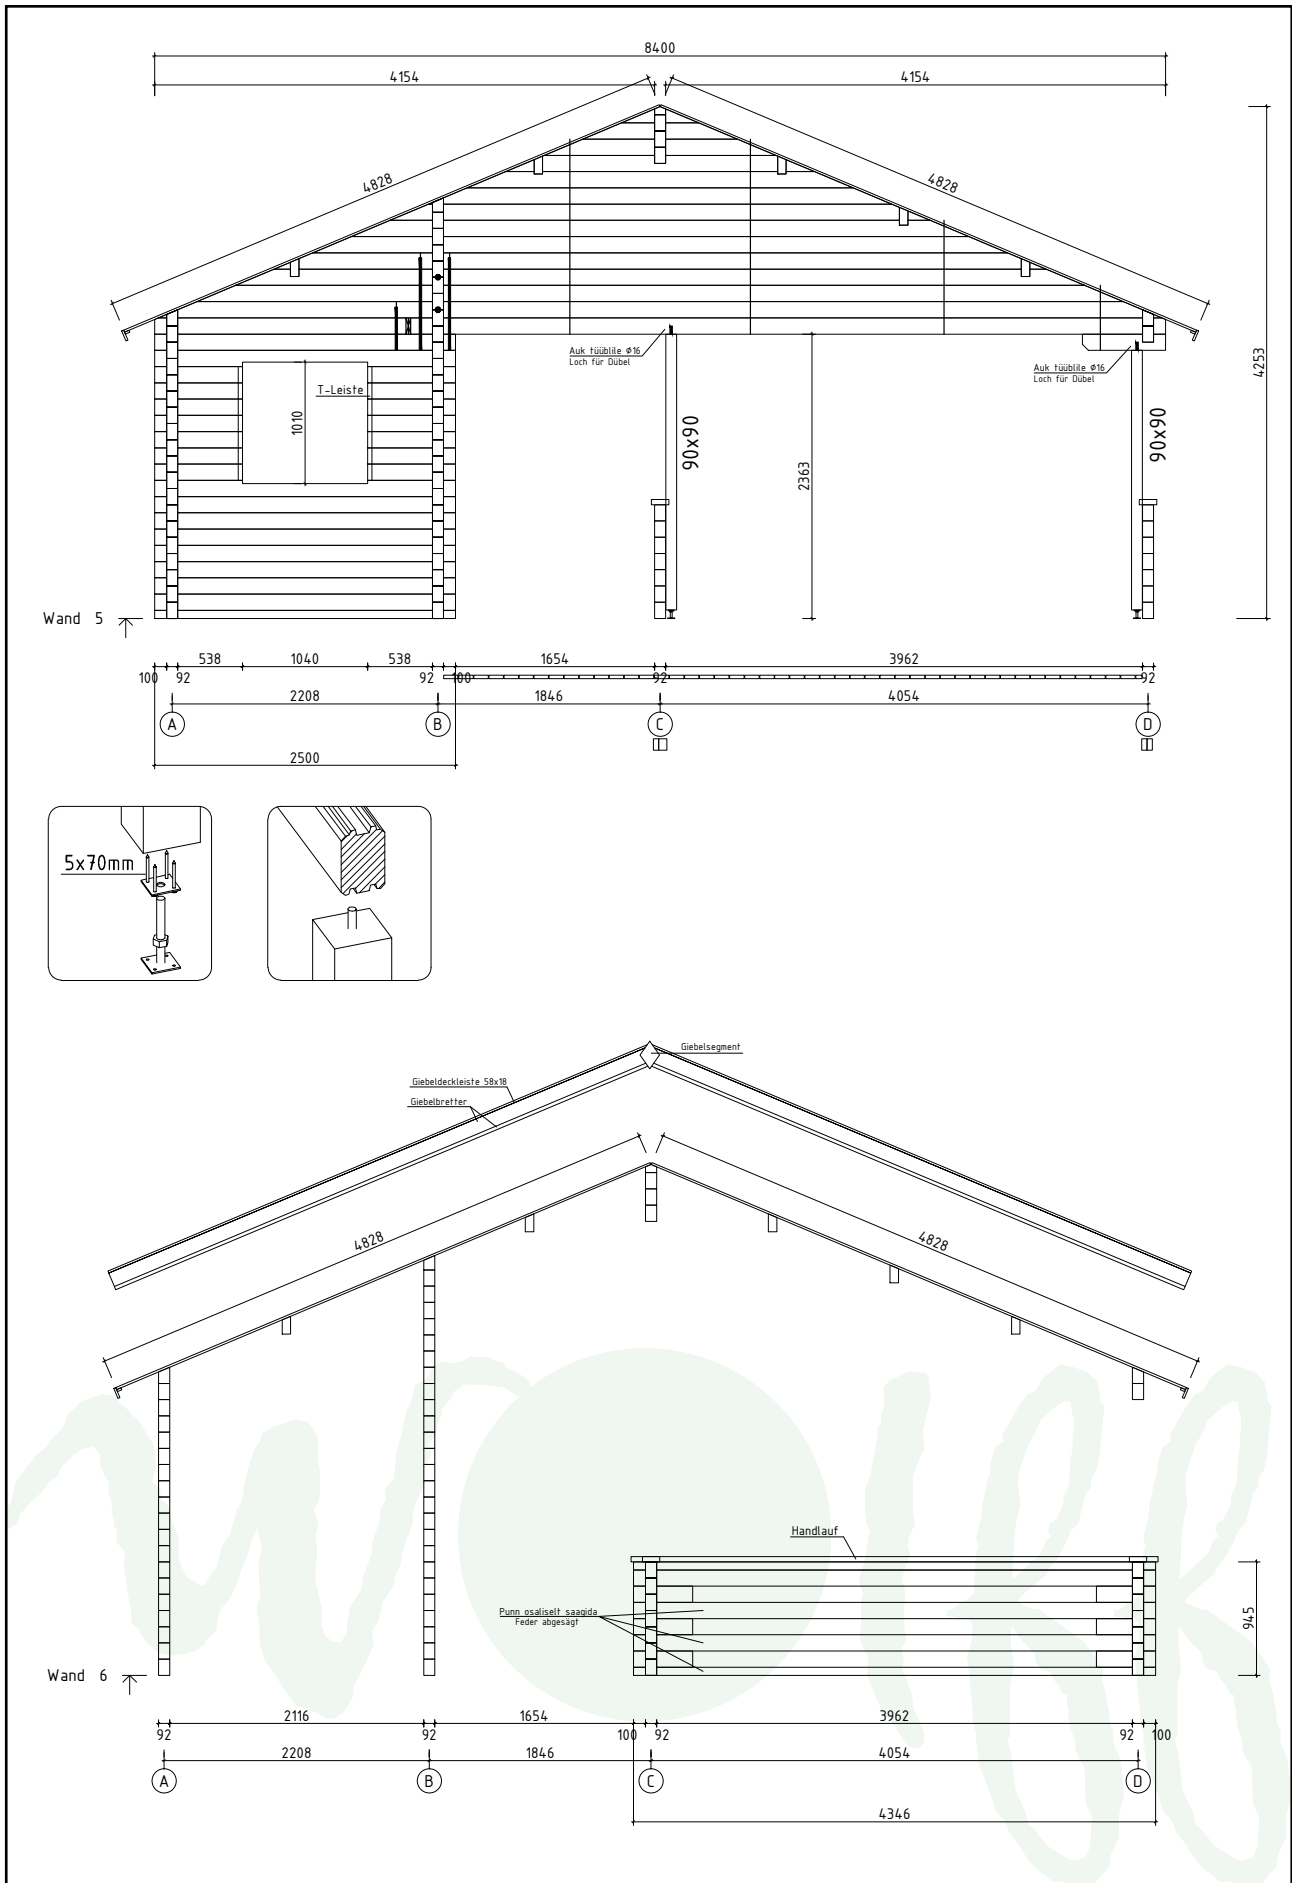 8400
4154 4154
4828 4828
4253
Auk tüüblile Ø16
Loch für Dübel
Auk tüüblile Ø16
Loch für Dübel
T-Leiste
1010
90x90
90x90
2363
Wand 5
538 1040 538 1654 3962
100 92 92 100 92 92
2208 1846 4054
A B C D
2500
5x70mm
Giebelsegment
Giebeldeckleiste 58x18
Giebelbretter
4828 4828
Handlauf
Punn osaliselt saagida
Feder abgesägt
945
Wand 6
2116 1654 3962
92 92 100 92 92 100
2208 1846 4054
A B C D
4346
wolff